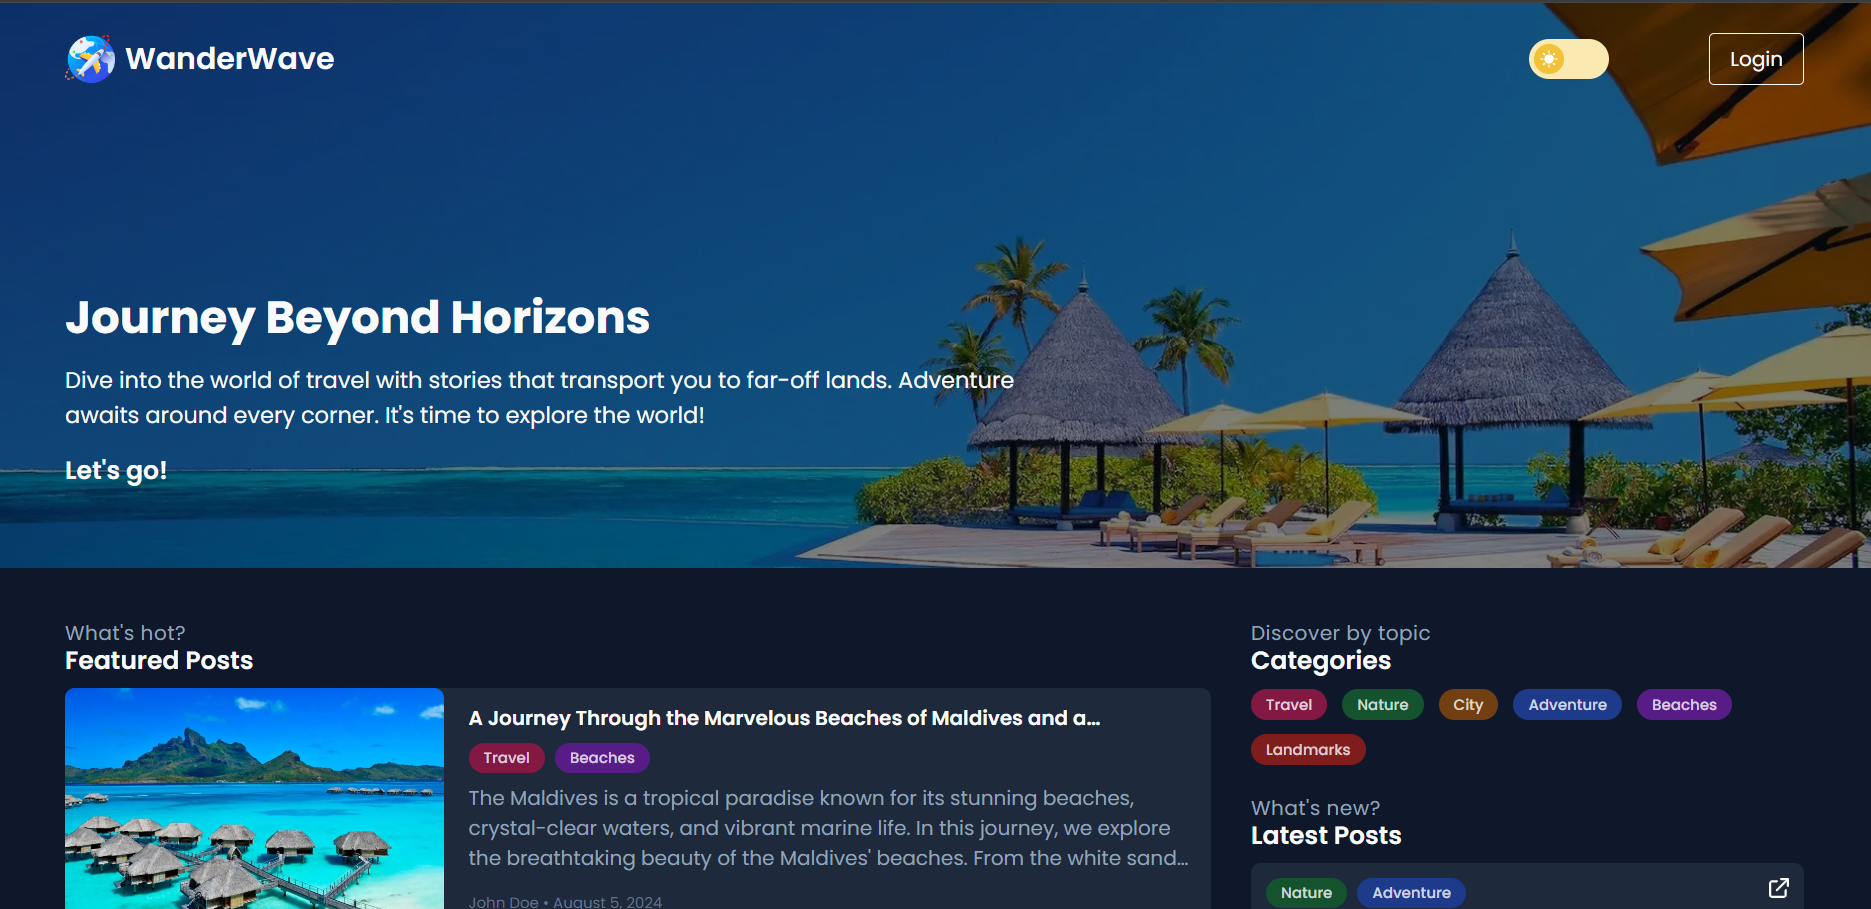 WanderWave
Login
Journey Beyond Horizons
Dive into the world of travel with stories that transport you to far-off lands. Adventure
awaits around every corner. It's time to explore the world!
Let's go!
What's hot?
Featured Posts
A Journey Through the Marvelous Beaches of Maldives and a...
Travel Beaches
The Maldives is a tropical paradise known for its stunning beaches,
crystal-clear waters, and vibrant marine life. In this journey, we explore
the breathtaking beauty of the Maldives' beaches. From the white sand...
John Doe • August 5, 2024
Discover by topic
Categories
Travel Nature City Adventure Beaches
Landmarks
What's new?
Latest Posts
Nature Adventure